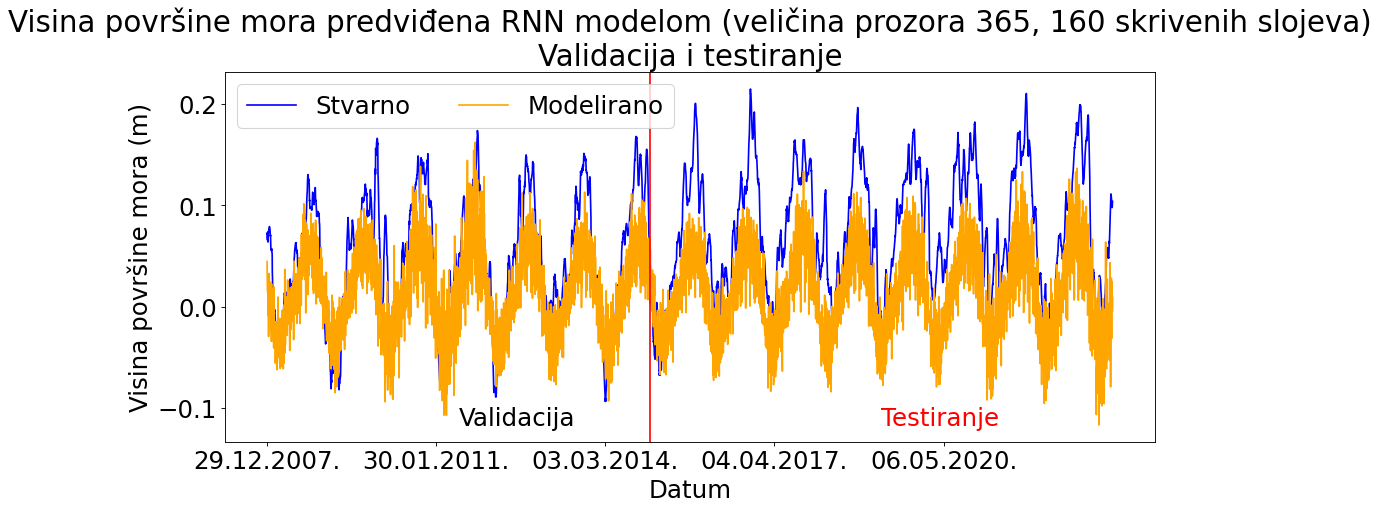 Visina površine mora predviđena RNN modelom (veličina prozora 365, 160 skrivenih slojeva)
Validacija i testiranje
Stvarno
Modelirano
Visina površine mora (m)
0.2
0.1
0.0
−0.1
Validacija
Testiranje
29.12.2007.
30.01.2011.
03.03.2014.
04.04.2017.
06.05.2020.
Datum